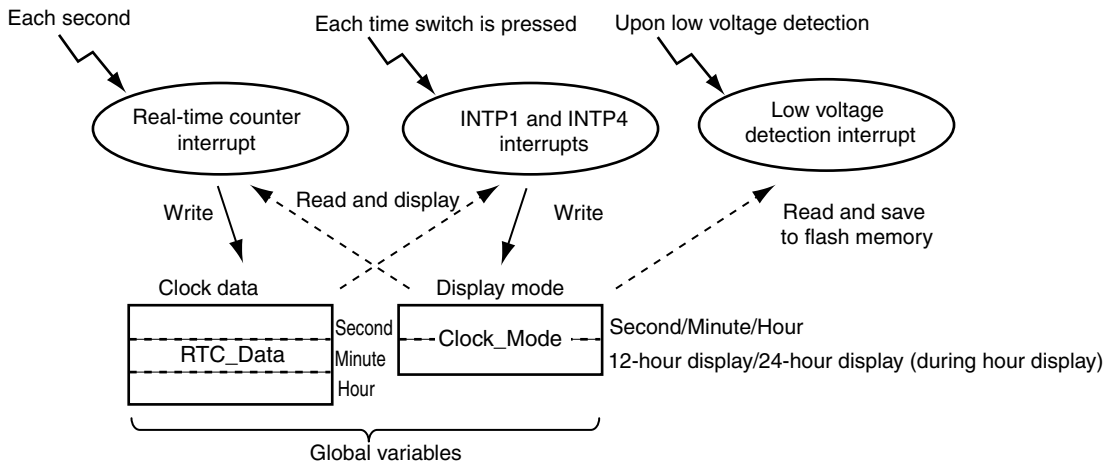 Each second
Each time switch is pressed
Upon low voltage detection
Real-time counter
interrupt
INTP1 and INTP4
interrupts
Low voltage
detection interrupt
Read and display
Write
Write
Read and save
to flash memory
Clock data
Display mode
Second
RTC_Data
Minute
Hour
Clock_Mode
Second/Minute/Hour
12-hour display/24-hour display (during hour display)
Global variables